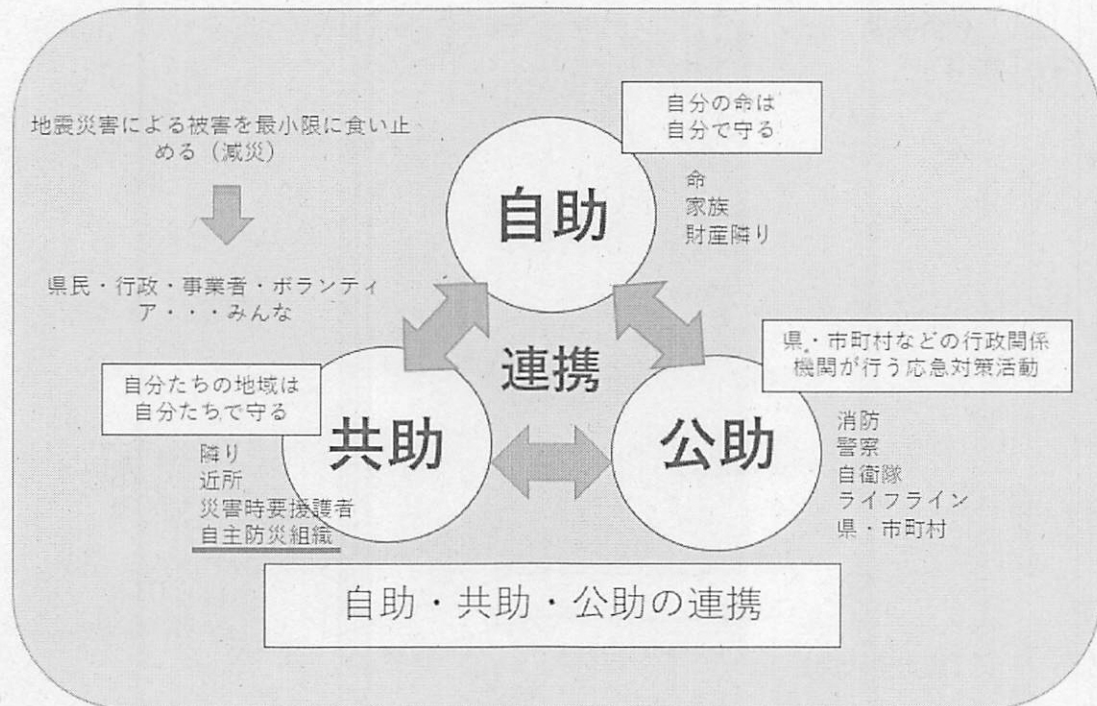 地震災害による被害を最小限に食い止
める（減災）
県民・行政・事業者・ボランティ
ア・・・みんな
自分の命は
自分で守る
自助
命
家族
財産隣り
連携
自分たちの地域は
自分たちで守る
共助
隣り
近所
災害時要援護者
自主防災組織
県・市町村などの行政関係
機関が行う応急対策活動
公助
消防
警察
自衛隊
ライフライン
県・市町村
自助・共助・公助の連携